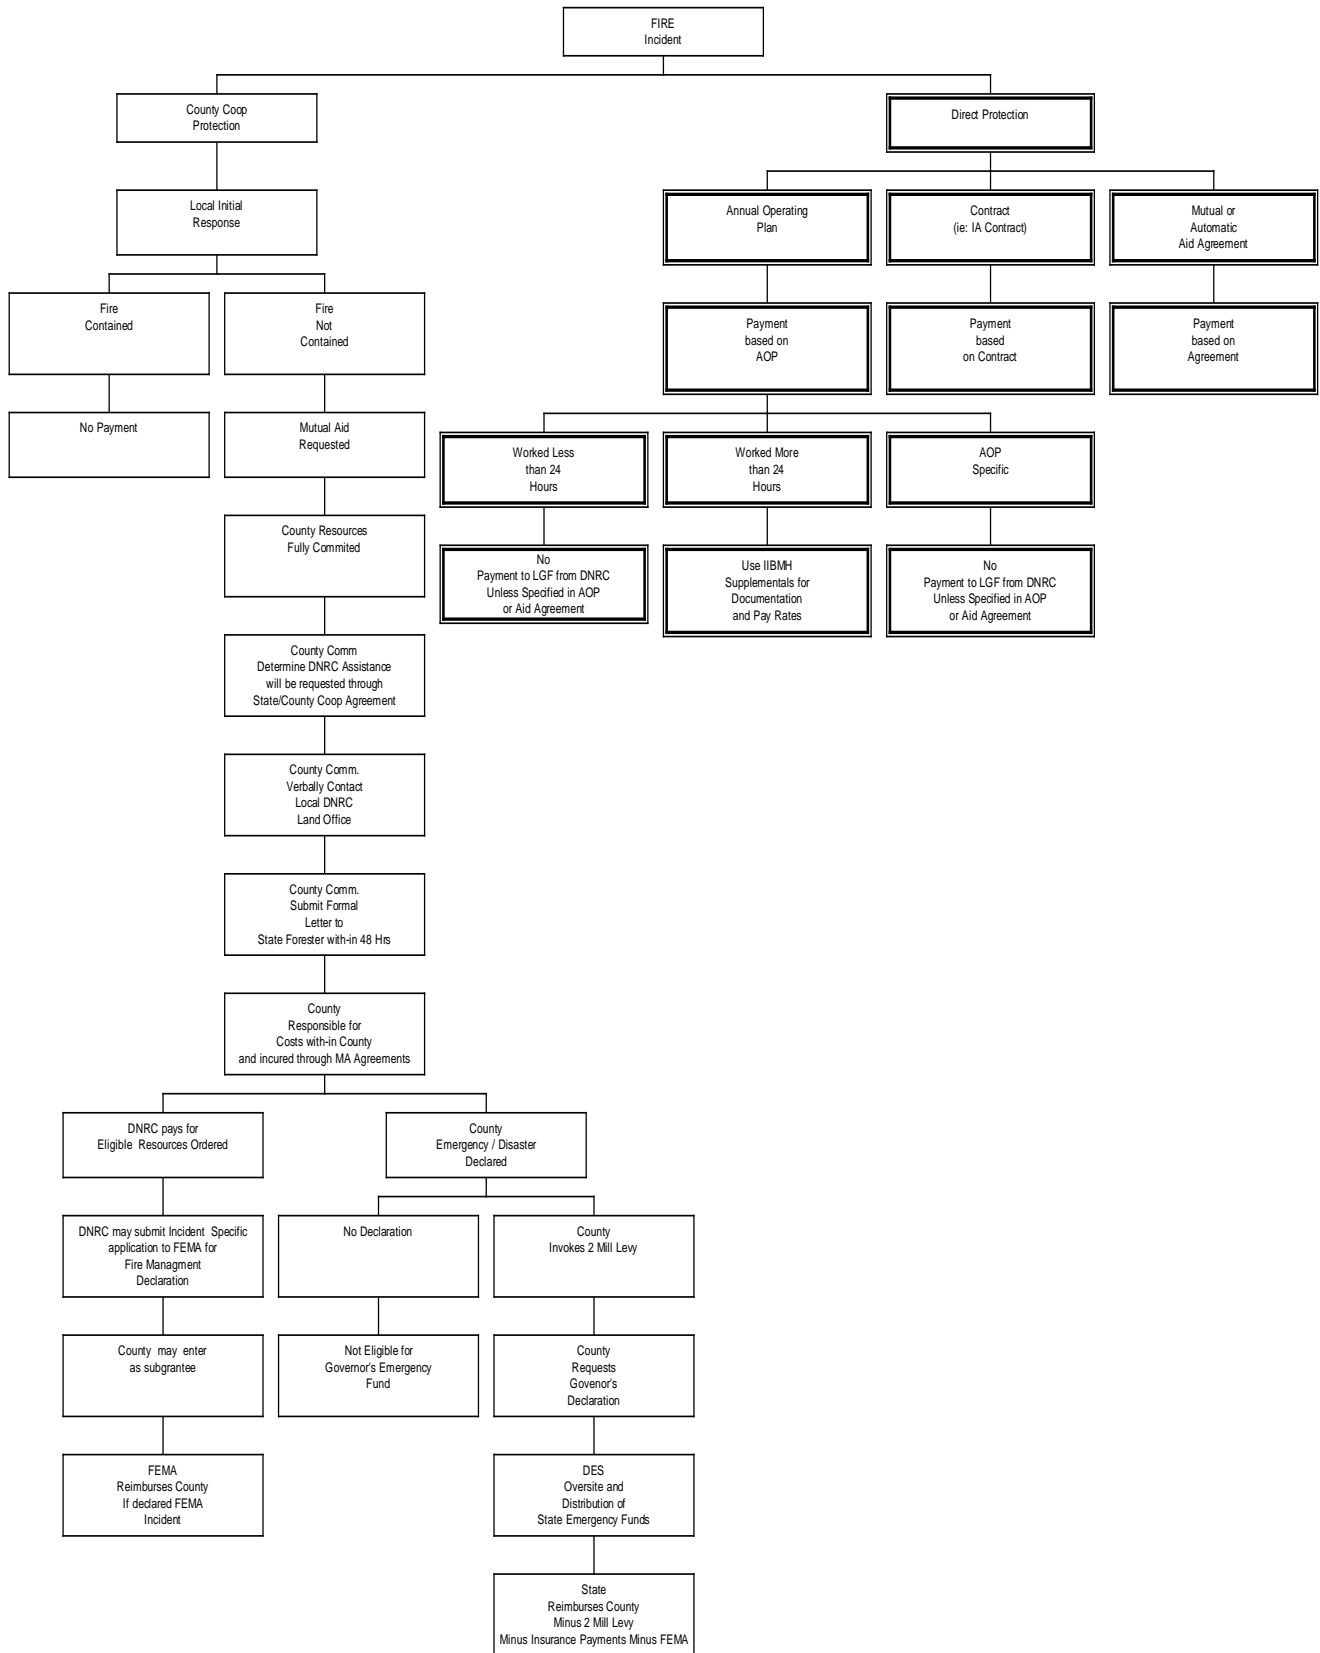 FIRE
Incident
County Coop
Protection
Direct Protection
Local Initial
Response
Annual Operating
Plan
Contract
(ie: IA Contract)
Mutual or
Automatic
Aid Agreement
Fire
Contained
Fire
Not
Contained
Payment
based on
AOP
Payment
based
on Contract
Payment
based on
Agreement
No Payment
Mutual Aid
Requested
Worked Less
than 24
Hours
Worked More
than 24
Hours
AOP
Specific
County Resources
Fully Commited
No
Payment to LGF from DNRC
Unless Specified in AOP
or Aid Agreement
Use IIBMH
Supplementals for
Documentation
and Pay Rates
No
Payment to LGF from DNRC
Unless Specified in AOP
or Aid Agreement
County Comm
Determine DNRC Assistance
will be requested through
State/County Coop Agreement
County Comm.
Verbally Contact
Local DNRC
Land Office
County Comm.
Submit Formal
Letter to
State Forester with-in 48 Hrs
County
Responsible for
Costs with-in County
and incured through MA Agreements
DNRC pays for
Eligible Resources Ordered
County
Emergency / Disaster
Declared
DNRC may submit Incident Specific
application to FEMA for
Fire Managment
Declaration
No Declaration
County
Invokes 2 Mill Levy
County may enter
as subgrantee
Not Eligible for
Governor's Emergency
Fund
County
Requests
Govenor's
Declaration
FEMA
Reimburses County
If declared FEMA
Incident
DES
Oversite and
Distribution of
State Emergency Funds
State
Reimburses County
Minus 2 Mill Levy
Minus Insurance Payments Minus FEMA